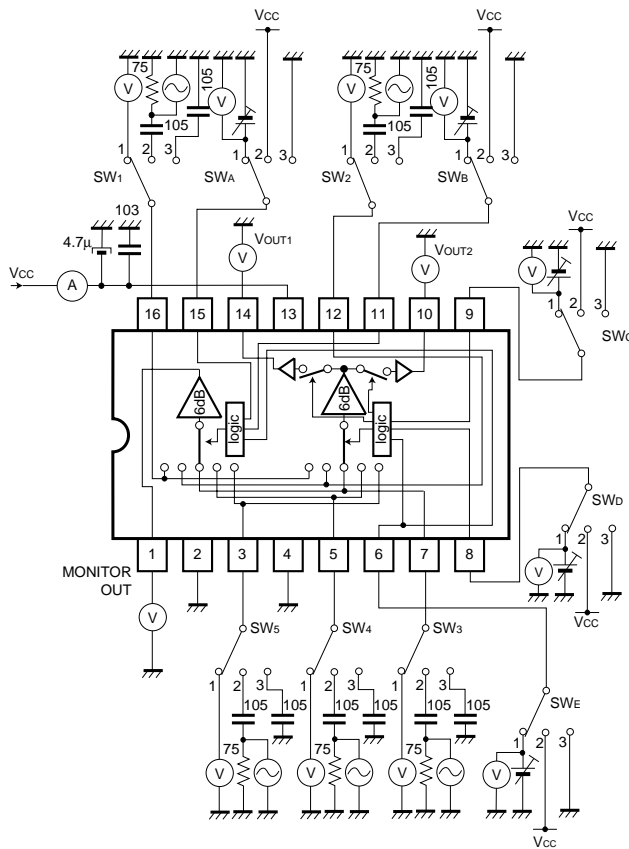 Vcc Vcc
75 105 75 105
V V V V
105 105
1 2 3 1 2 3 1 2 3 1 2 3
SW1 SWA SW2 SWB
103
4.7μ
Vcc
A
V VOUT1
V VOUT2
Vcc
V
1 2 3
SWC
16 15 14 13 12 11 10 9
6dB logic 6dB logic
SWD
1 2 3
V
Vcc
1 2 3 4 5 6 7 8
MONITOR
OUT
V
SW5 SW4 SW3
1 2 3 1 2 3 1 2 3
105 105 105 105 105 105
75 75 75
V V V
SWE
1 2 3
V
Vcc